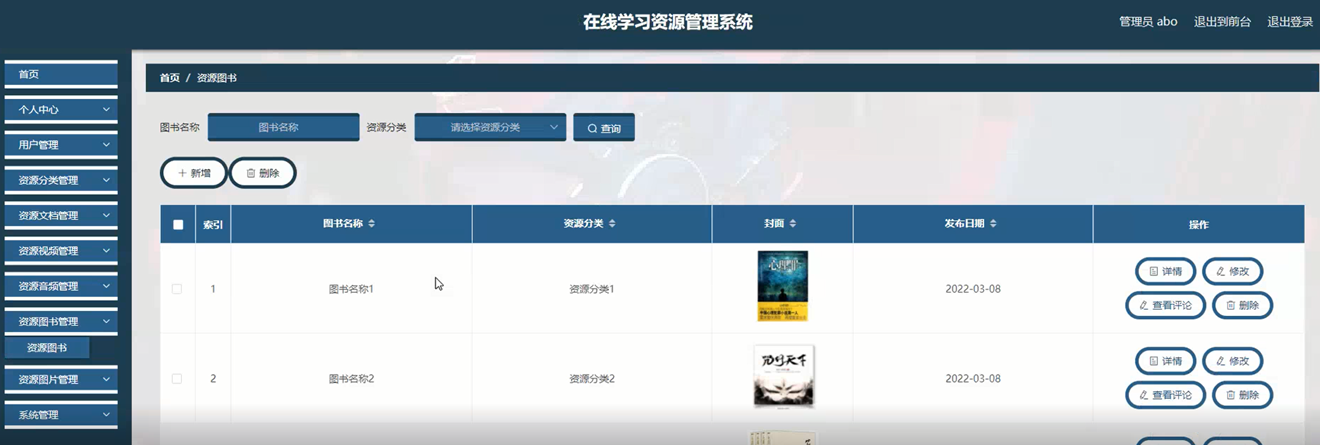 在线学习资源管理系统
管理员 abo 退出到前台 退出登录
首页
个人中心
用户管理
资源分类管理
资源文档管理
资源视频管理
资源音频管理
资源图书管理
资源图书
资源图片管理
系统管理
首页 / 资源图书
图书名称 图书名称 资源分类 请选择资源分类 查询
新增 删除
索引 图书名称 资源分类 封面 发布日期 操作
1 图书名称1 资源分类1 2022-03-08 详情 修改
查看评论 删除
2 图书名称2 资源分类2 2022-03-08 详情 修改
查看评论 删除